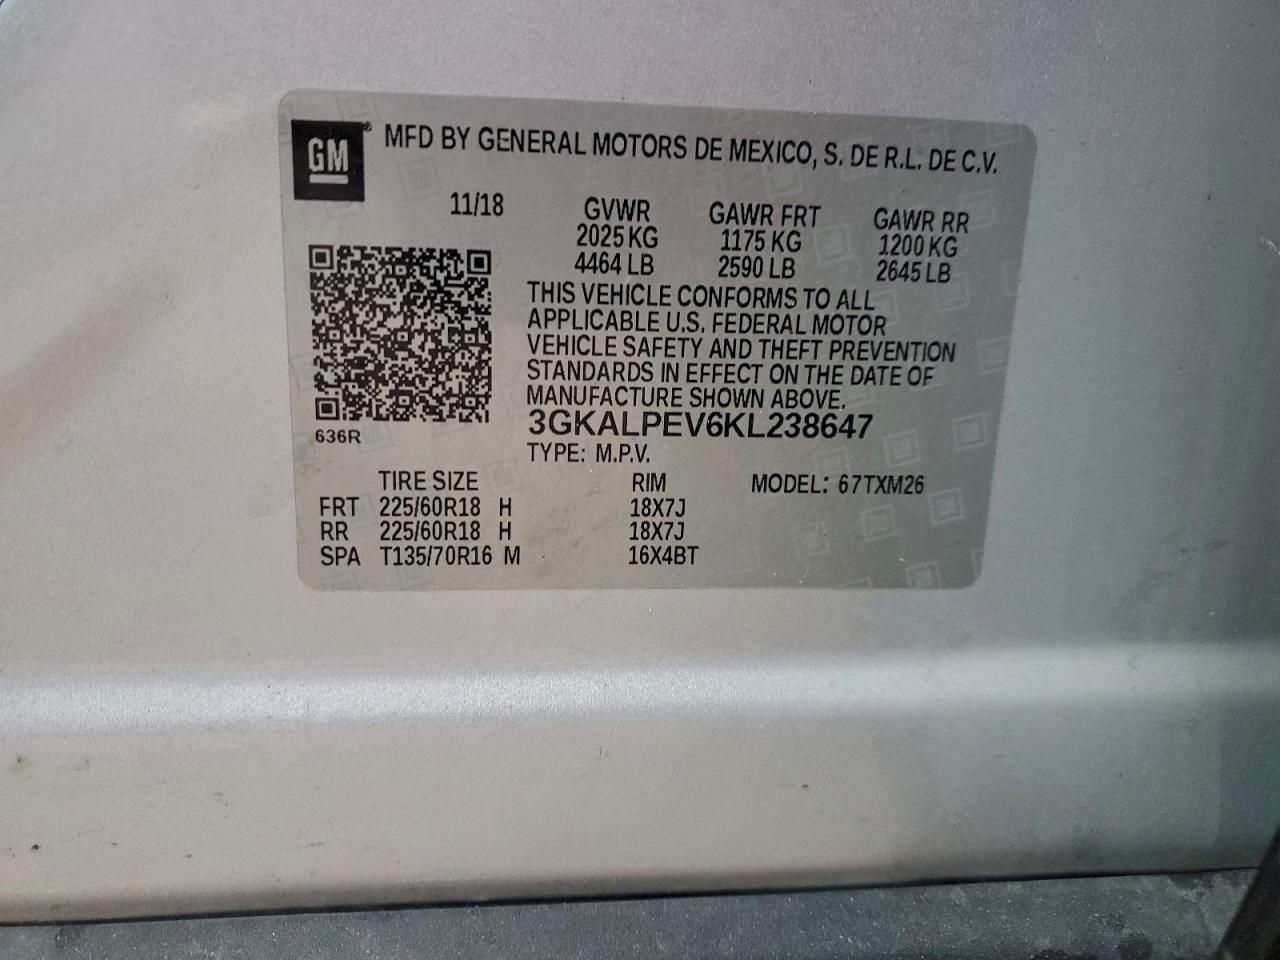 GM® MFD BY GENERAL MOTORS DE MEXICO, S. DE R.L. DE C.V.
11/18 GVWR GAWR FRT GAWR RR
2025 KG 1175 KG 1200 KG
4464 LB 2590 LB 2645 LB
THIS VEHICLE CONFORMS TO ALL
APPLICABLE U.S. FEDERAL MOTOR
VEHICLE SAFETY AND THEFT PREVENTION
STANDARDS IN EFFECT ON THE DATE OF
MANUFACTURE SHOWN ABOVE.
3GKALPEV6KL238647
636R
TYPE: M.P.V.
TIRE SIZE RIM MODEL: 67TXM26
FRT 225/60R18 H 18X7J
RR 225/60R18 H 18X7J
SPA T135/70R16 M 16X4BT